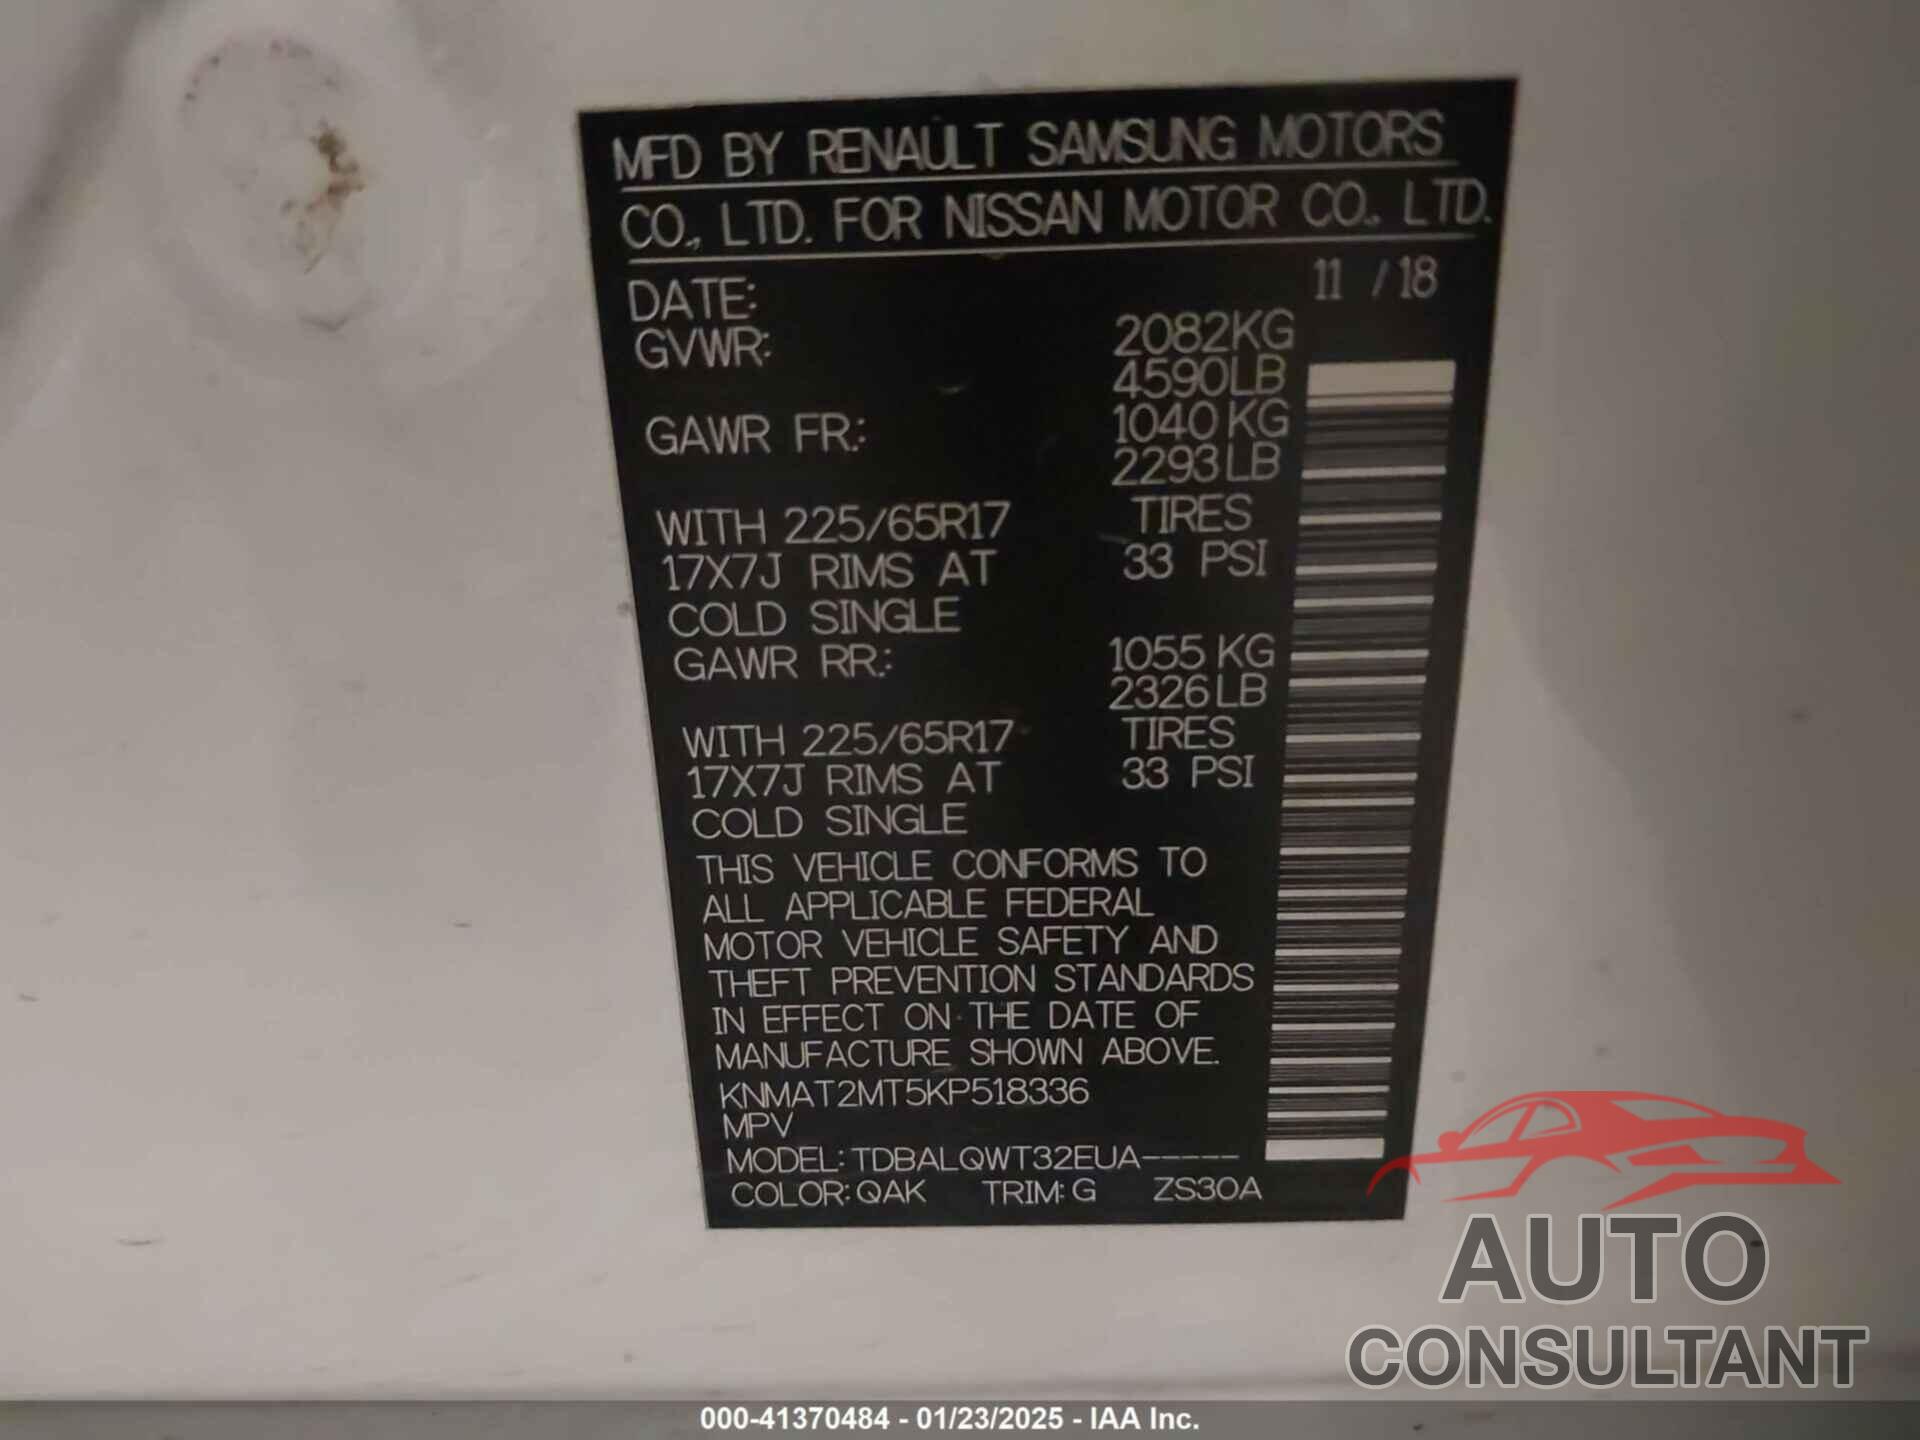 MFD BY RENAULT SAMSUNG MOTORS
CO., LTD. FOR NISSAN MOTOR CO., LTD.
DATE: 11 / 18
GVWR: 2082KG
4590LB
GAWR FR.: 1040 KG
2293LB
WITH 225/65R17 TIRES
17X7J RIMS AT 33 PSI
COLD SINGLE
GAWR RR.: 1055 KG
2326LB
WITH 225/65R17 TIRES
17X7J RIMS AT 33 PSI
COLD SINGLE
THIS VEHICLE CONFORMS TO
ALL APPLICABLE FEDERAL
MOTOR VEHICLE SAFETY AND
THEFT PREVENTION STANDARDS
IN EFFECT ON THE DATE OF
MANUFACTURE SHOWN ABOVE.
KNMAT2MT5KP518336
MPV
MODEL: TDBALQWT32EUA-----
COLOR: QAK TRIM: G ZS30A
AUTO
CONSULTANT
000-41370484 - 01/23/2025 - IAA Inc.